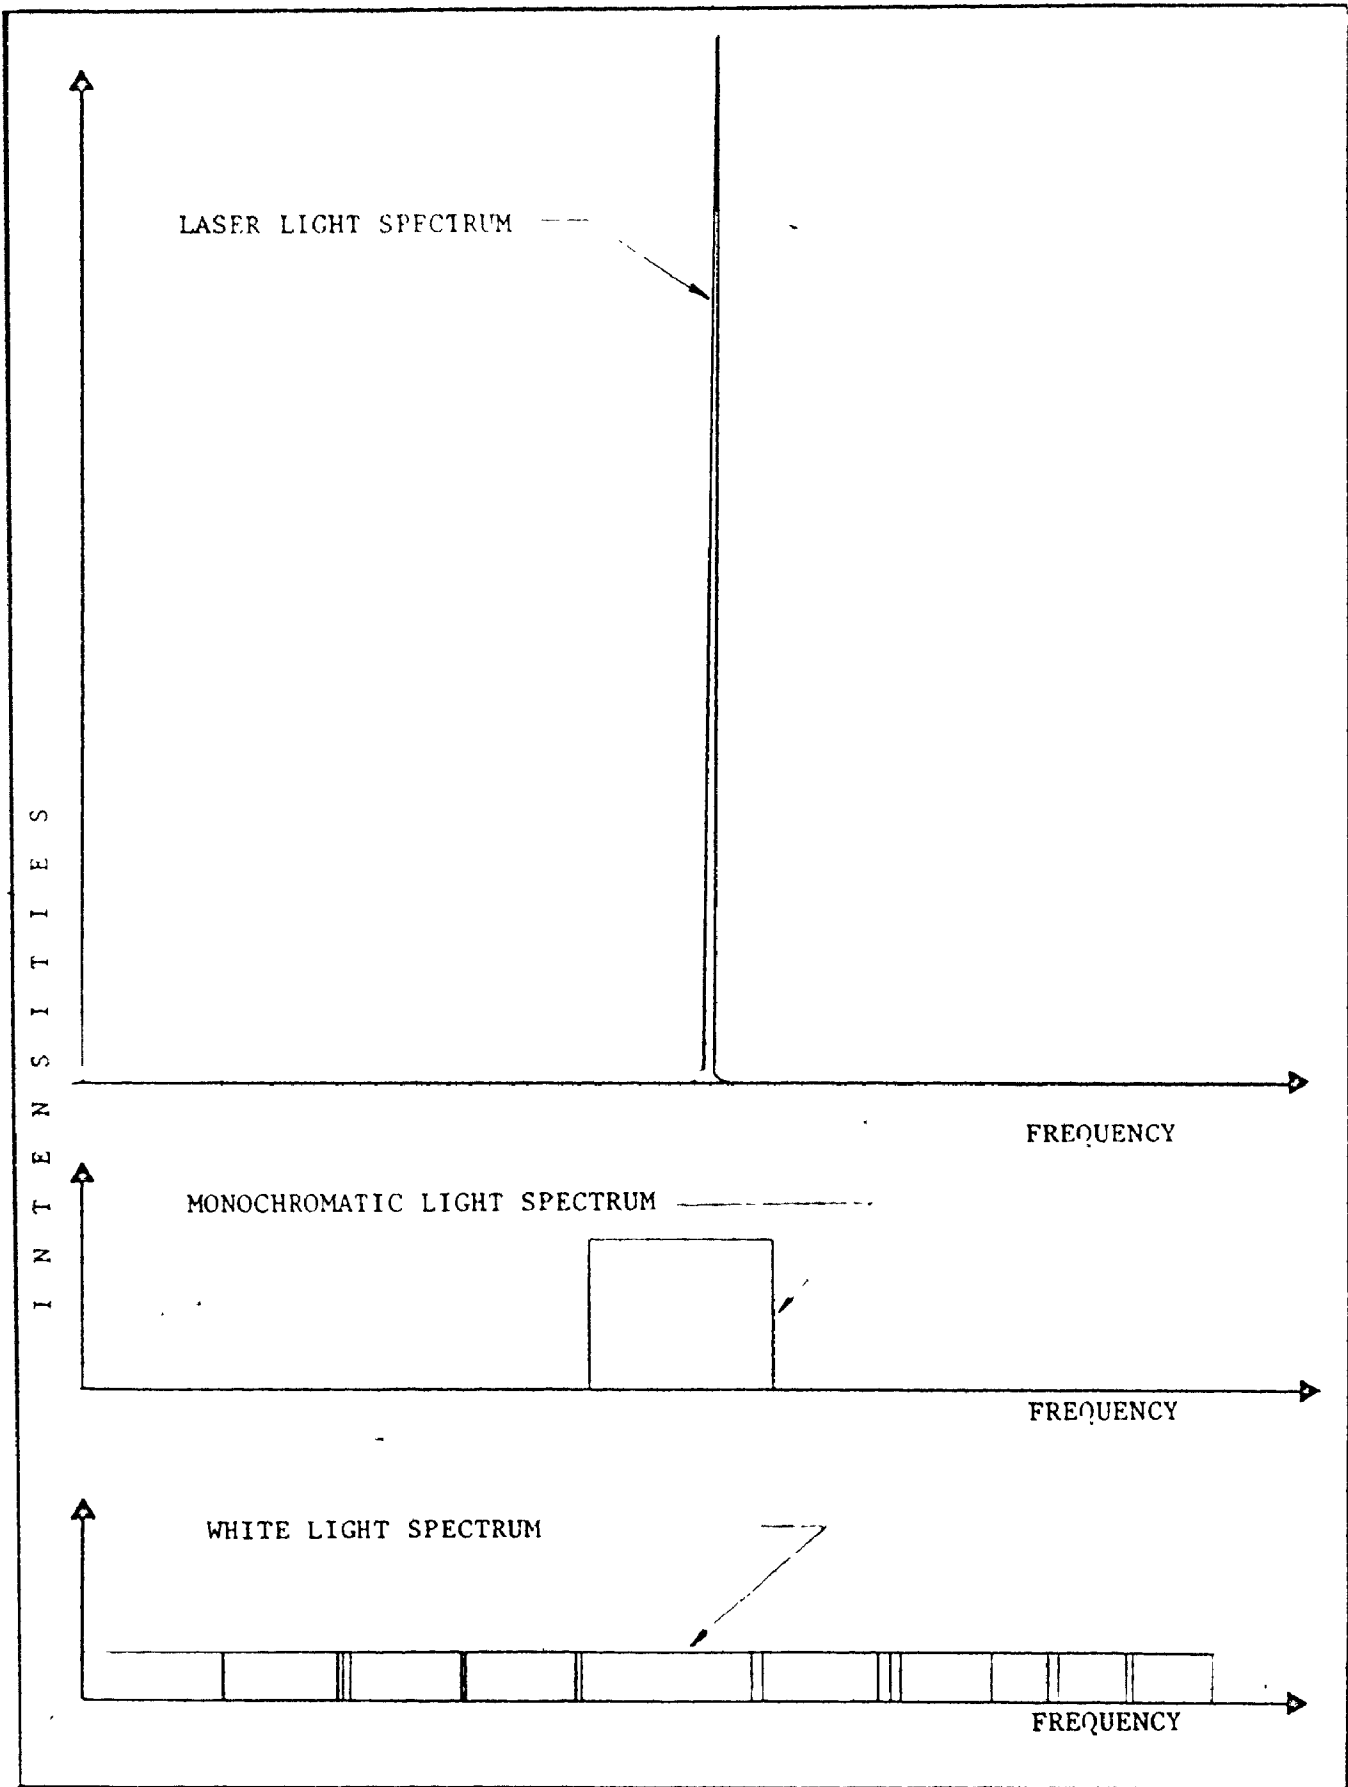 LASER LIGHT SPECTRUM
INTENSITIES
FREQUENCY
MONOCHROMATIC LIGHT SPECTRUM
FREQUENCY
WHITE LIGHT SPECTRUM
FREQUENCY